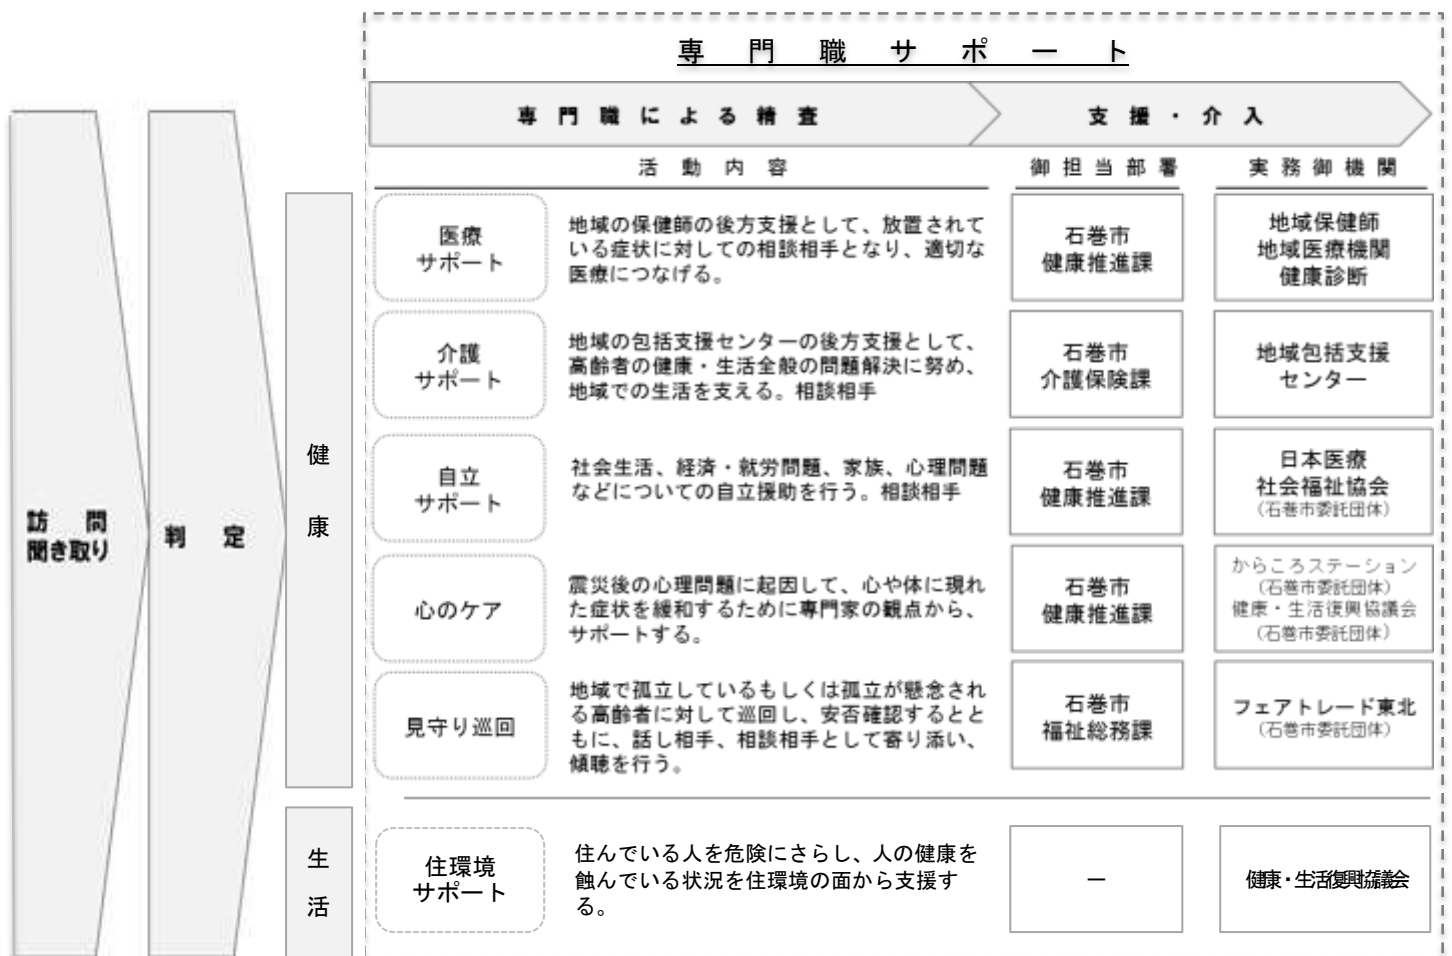 専門職サポート
専門職による精査
支援・介入
活動内容
御担当部署
実務御機関
訪問
聞き取り
判定
健
康
医療
サポート
地域の保健師の後方支援として、放置されて
いる症状に対しての相談相手となり、適切な
医療につなげる。
石巻市
健康推進課
地域保健師
地域医療機関
健康診断
介護
サポート
地域の包括支援センターの後方支援として、
高齢者の健康・生活全般の問題解決に努め、
地域での生活を支える。相談相手
石巻市
介護保険課
地域包括支援
センター
自立
サポート
社会生活、経済・就労問題、家族、心理問題
などについての自立援助を行う。相談相手
石巻市
健康推進課
日本医療
社会福祉協会
（石巻市委託団体）
心のケア
震災後の心理問題に起因して、心や体に現れ
た症状を緩和するために専門家の観点から、
サポートする。
石巻市
健康推進課
からころステーション
（石巻市委託団体）
健康・生活復興協議会
（石巻市委託団体）
見守り巡回
地域で孤立しているもしくは孤立が懸念され
る高齢者に対して巡回し、安否確認するとと
もに、話し相手、相談相手として寄り添い、
傾聴を行う。
石巻市
福祉総務課
フェアトレード東北
（石巻市委託団体）
生
活
住環境
サポート
住んでいる人を危険にさらし、人の健康を
蝕んでいる状況を住環境の面から支援す
る。
－
健康・生活復興協議会